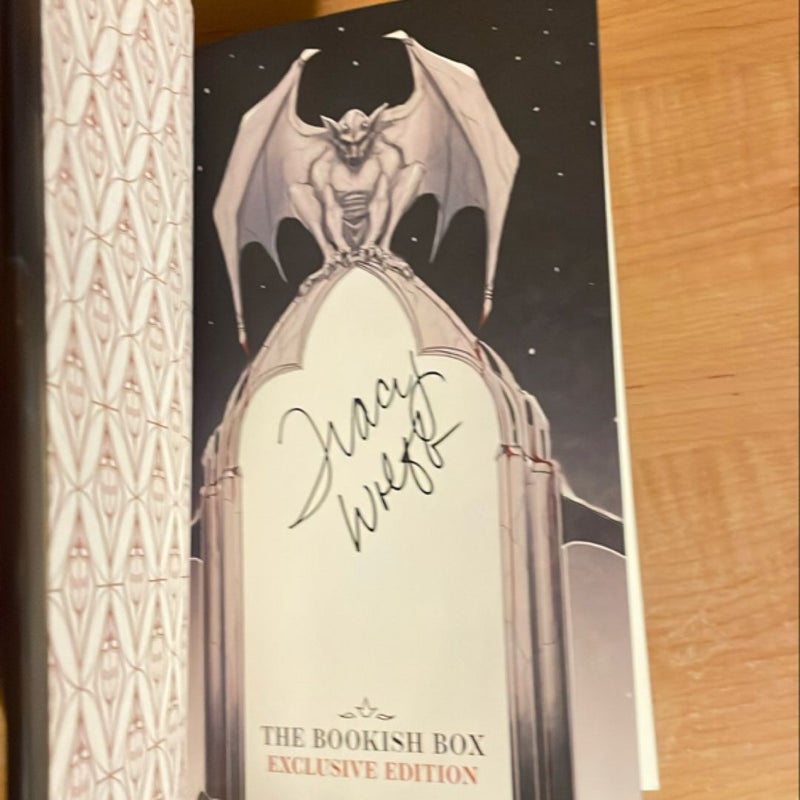 Tracy
Wolff
THE BOOKISH BOX
EXCLUSIVE EDITION